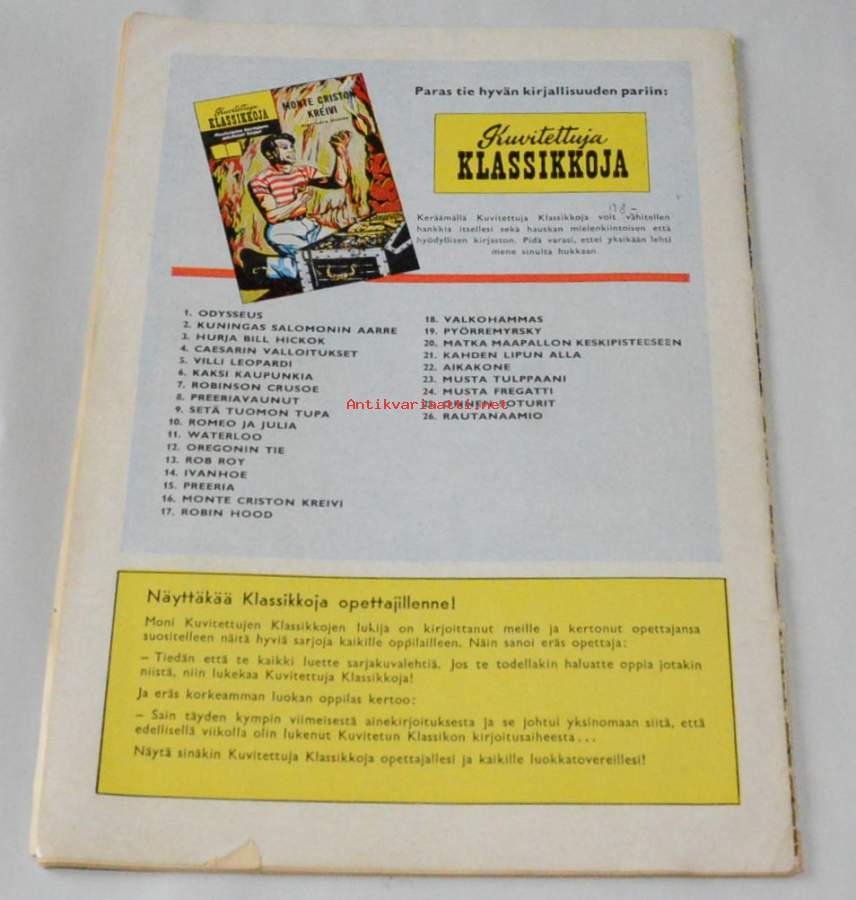 Kuvitettuja
KLASSIKKOJA
MONTE CRISTON
KREIVI
Paras tie hyvän kirjallisuuden pariin:
Kuvitettuja
KLASSIKKOJA
178-
Keräämällä Kuvitettuja Klassikkoja voit vähitellen
hankkia itsellesi sekä hauskan mielenkiintoisen että
hyödyllisen kirjaston. Pidä varasi, ettei yksikään lehti
mene sinulta hukkaan
1. ODYSSEUS
2. KUNINGAS SALOMONIN AARRE
3. HURJA BILL HICKOK
4. CAESARIN VALLOITUKSET
5. VILLI LEOPARDI
6. KAKSI KAUPUNKIA
7. ROBINSON CRUSOE
8. PREERIAVAUNUT
9. SETÄ TUOMON TUPA
10. ROMEO JA JULIA
11. WATERLOO
12. OREGONIN TIE
13. ROB ROY
14. IVANHOE
15. PREERIA
16. MONTE CRISTON KREIVI
17. ROBIN HOOD
18. VALKOHAMMAS
19. PYÖRREMYRSKY
20. MATKA MAAPALLON KESKIPISTEESEEN
21. KAHDEN LIPUN ALLA
22. AIKAKONE
23. MUSTA TULPPAANI
24. MUSTA FREGATTI
26. RAUTANAAMIO
Antikvariaatti.net
Näyttäkää Klassikkoja opettajillenne!
Moni Kuvitettujen Klassikkojen lukija on kirjoittanut meille ja kertonut opettajansa
suositelleen näitä hyviä sarjoja kaikille oppilailleen. Näin sanoi eräs opettaja:
— Tiedän että te kaikki luette sarjakuvalehtiä. Jos te todellakin haluatte oppia jotakin
niistä, niin lukekaa Kuvitettuja Klassikkoja!
Ja eräs korkeamman luokan oppilas kertoo:
— Sain täyden kympin viimeisestä ainekirjoituksesta ja se johtui yksinomaan siitä, että
edellisellä viikolla olin lukenut Kuvitetun Klassikon kirjoitusaiheesta...
Näytä sinäkin Kuvitettuja Klassikkoja opettajallesi ja kaikille luokkatovereillesi!